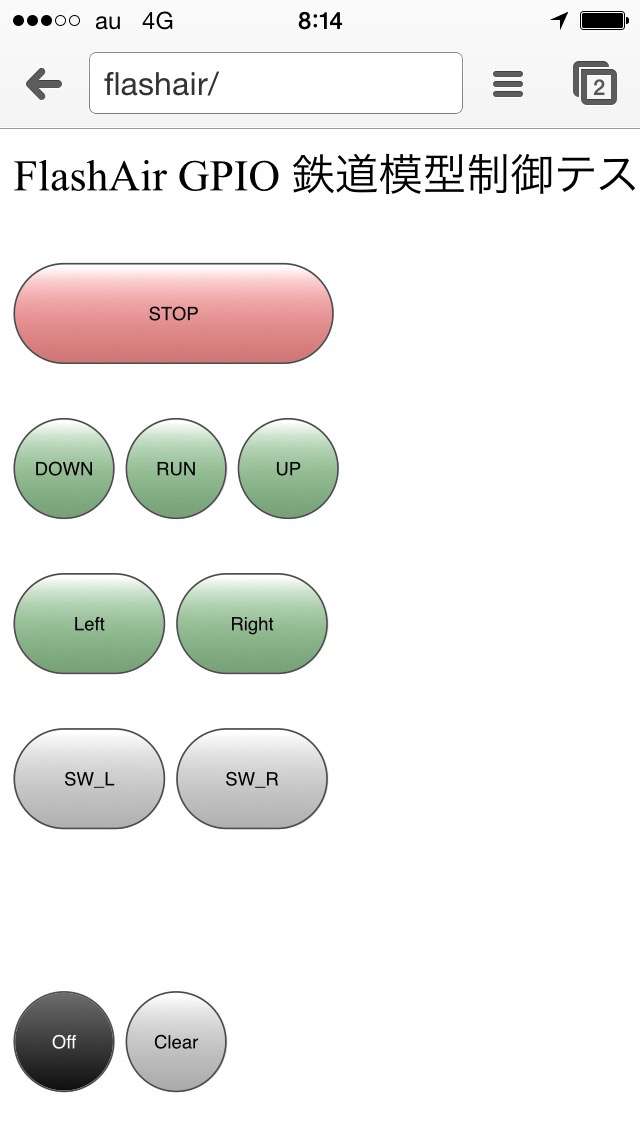 au 4G 8:14
flashair/ 2
FlashAir GPIO 鉄道模型制御テス
STOP
DOWN RUN UP
Left Right
SW_L SW_R
Off Clear